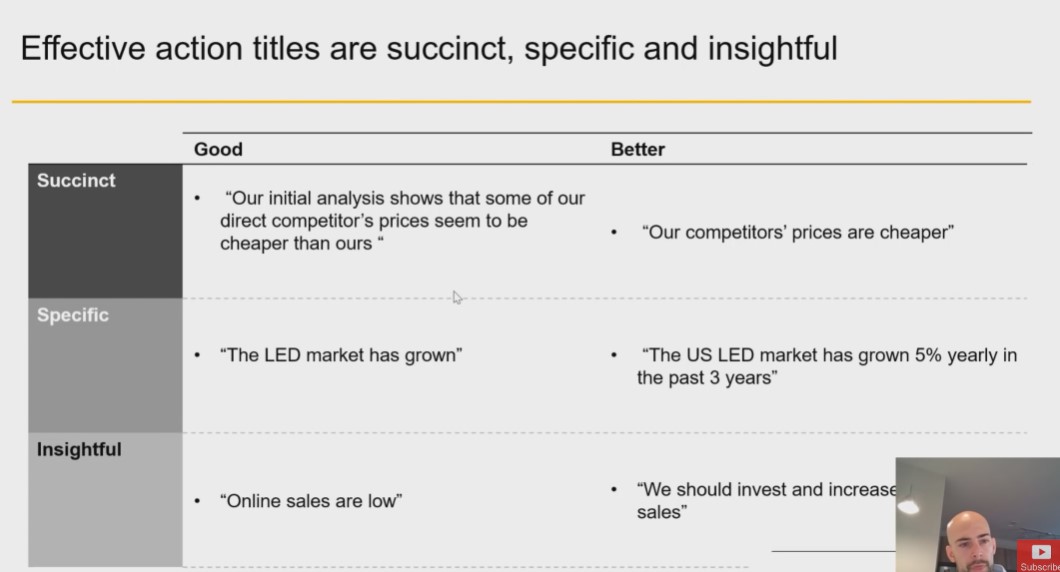 Effective action titles are succinct, specific and insightful
Good
Better
Succinct
• “Our initial analysis shows that some of our
direct competitor’s prices seem to be
cheaper than ours “
• “Our competitors’ prices are cheaper”
Specific
• “The LED market has grown”
• “The US LED market has grown 5% yearly in
the past 3 years”
Insightful
• “Online sales are low”
• “We should invest and increase
sales”
Subscribe